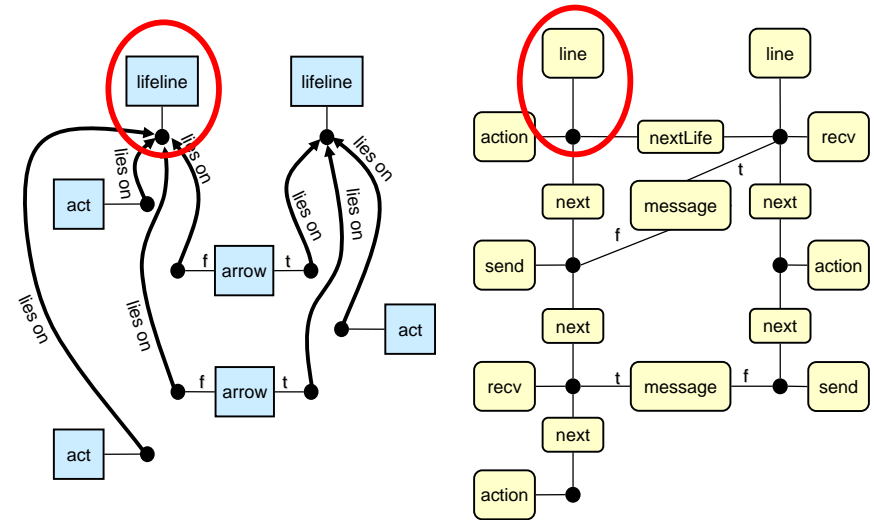 lifeline
lifeline
lies on
lies on
lies on
act
lies on
lies on
f
arrow
t
lies on
lies on
act
f
arrow
t
act
line
line
action
nextLife
recv
t
next
message
next
f
send
action
next
next
recv
t
message
f
send
next
action